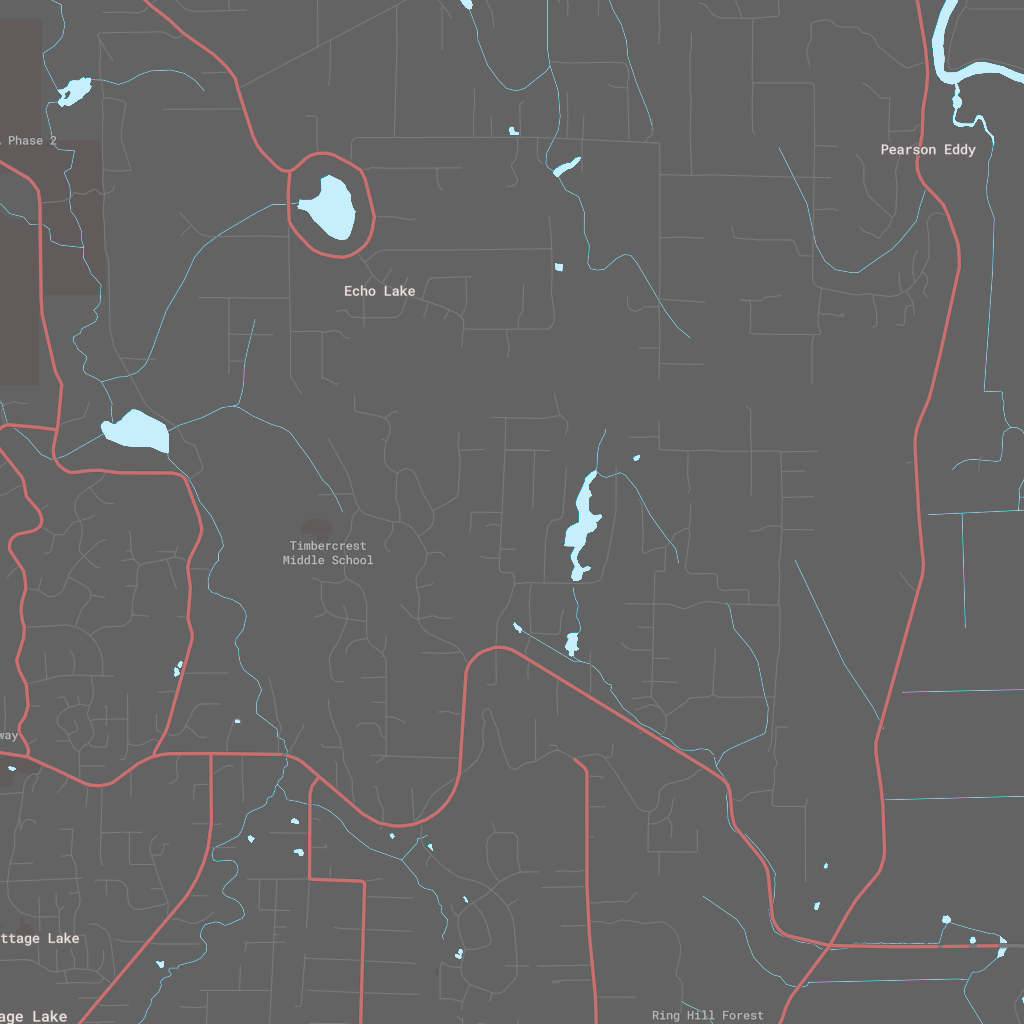 , Phase 2
Pearson Eddy
Echo Lake
Timbercrest
Middle School
way
ttage Lake
age Lake
Ring Hill Forest